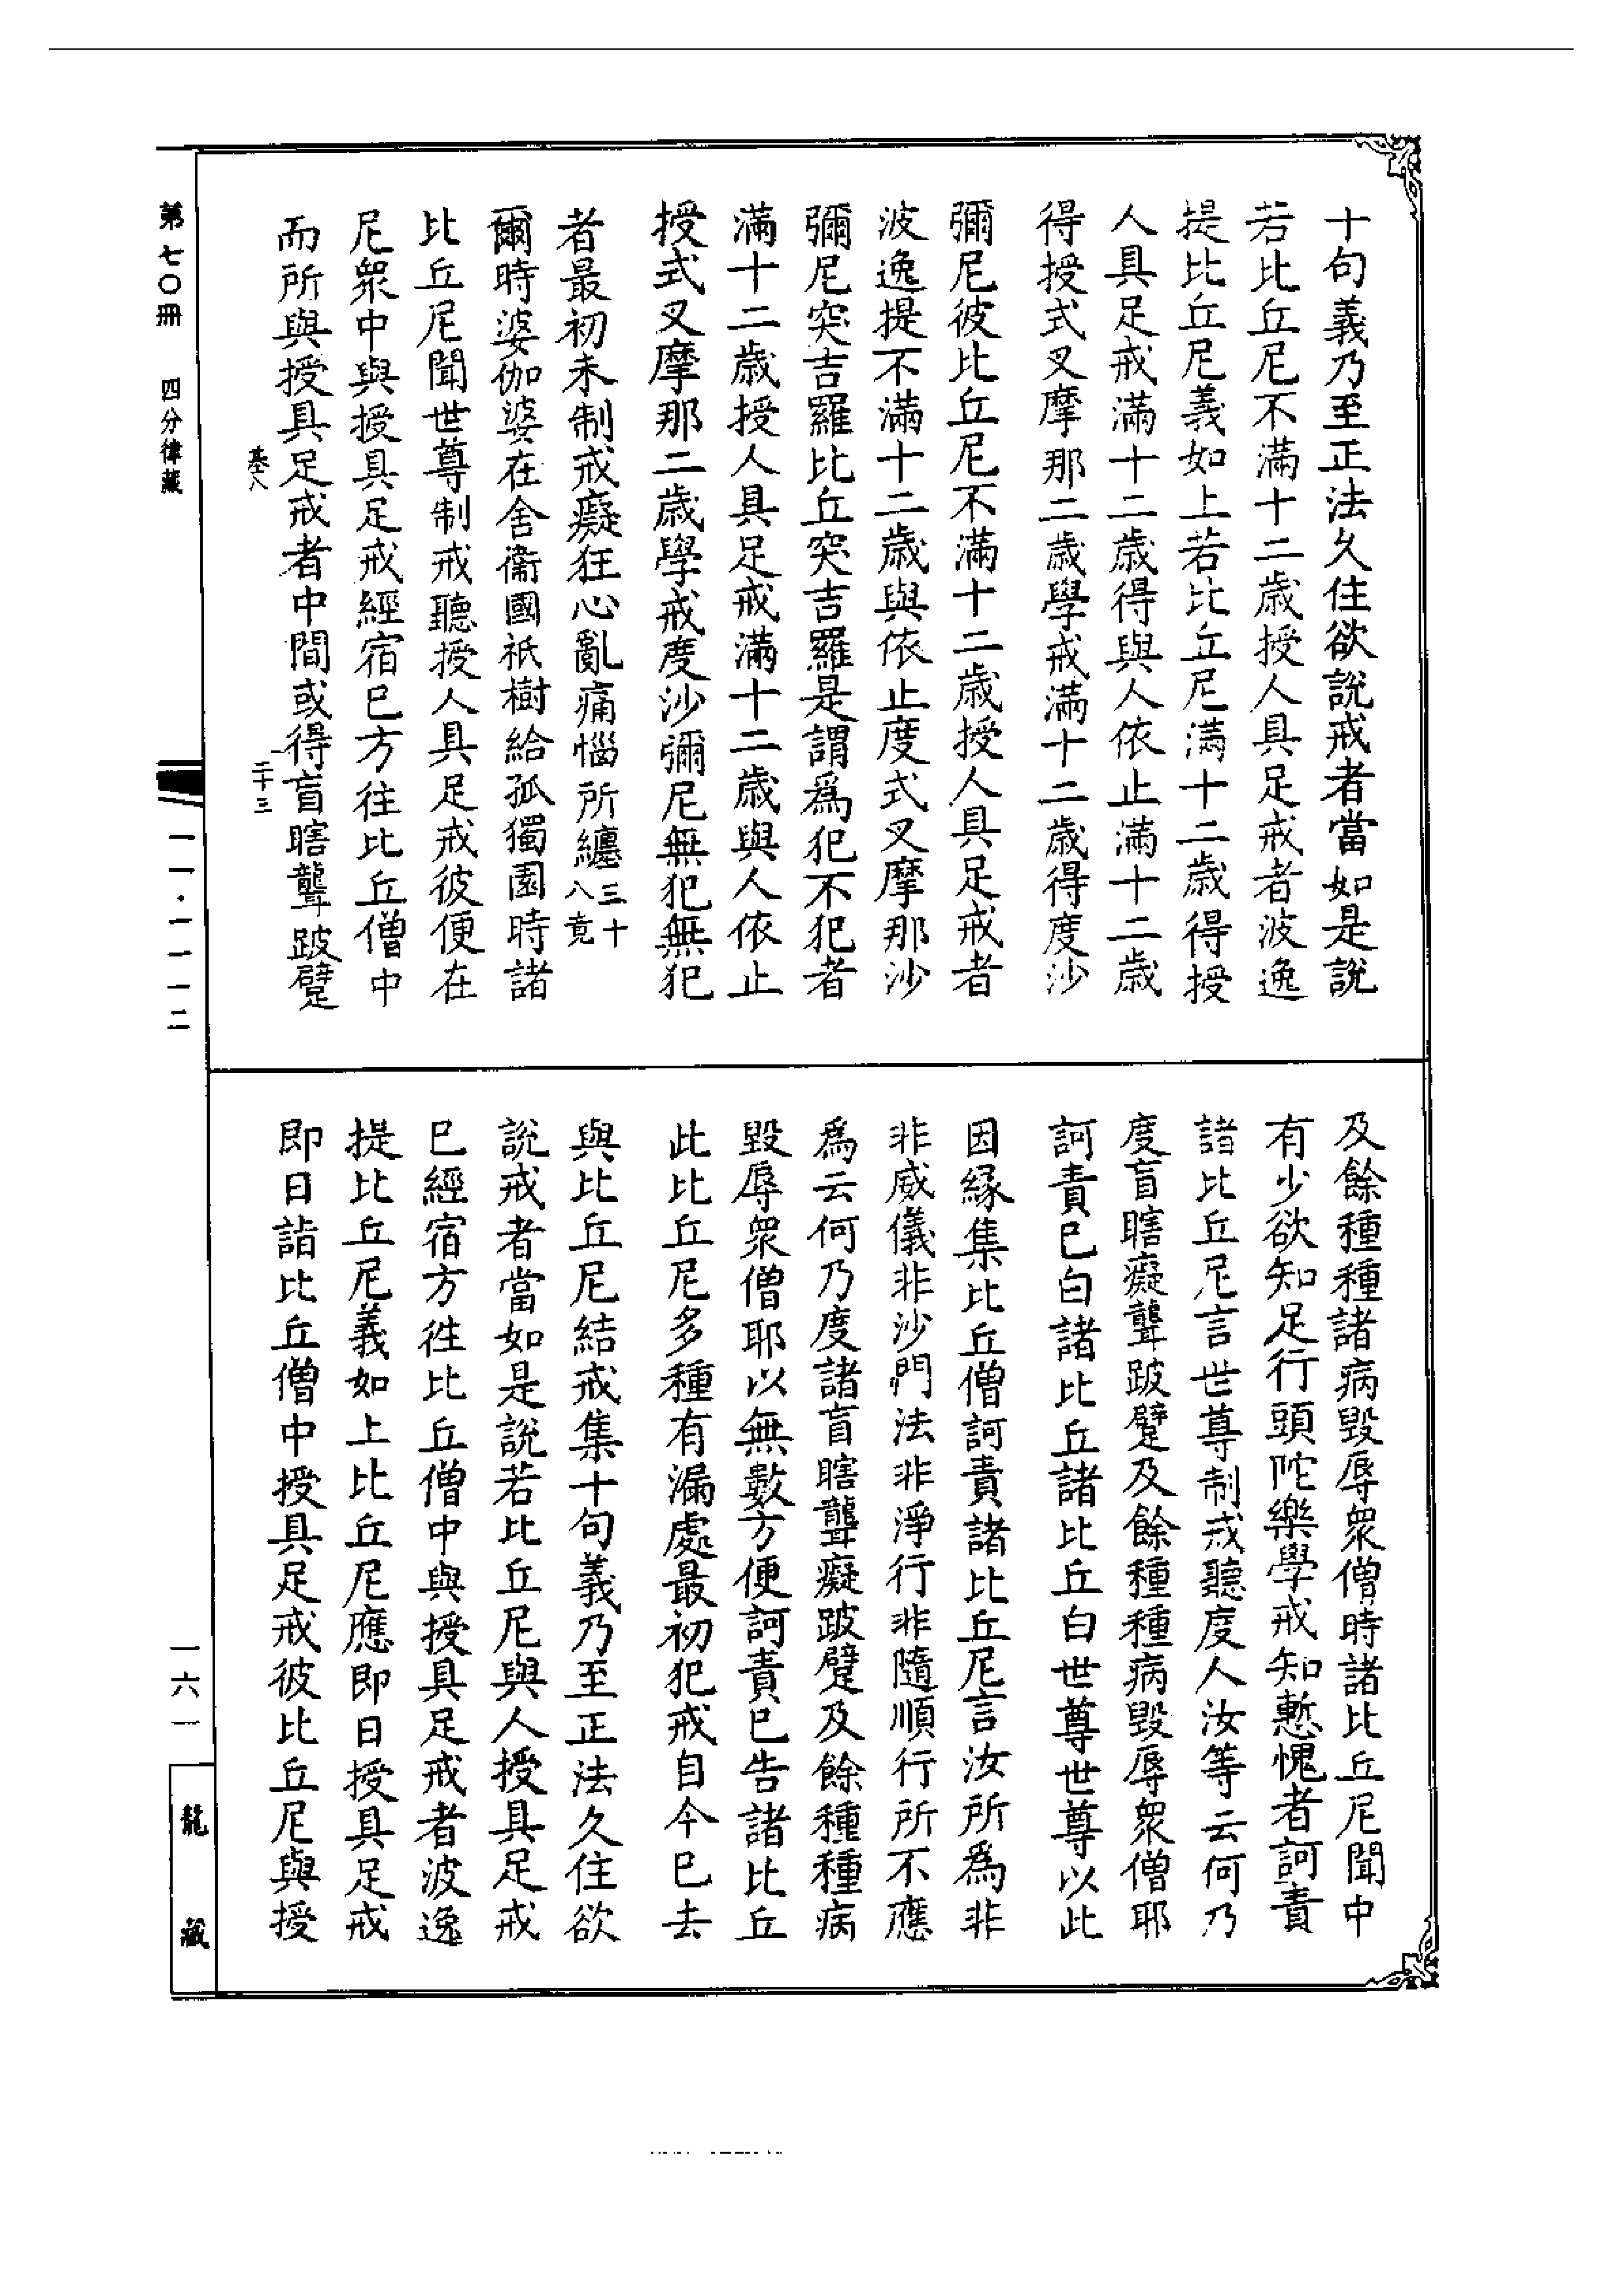 十句義乃至正法久住欲說戒者當如是說
若比丘尼不滿十二歲授人具足戒者波逸
提比丘尼義如上若比丘尼滿十二歲得授
人具足戒滿十二歲得與人依止滿十二歲
得授式叉摩那二歲學戒滿十二歲得度沙
彌尼彼比丘尼不滿十二歲授人具足戒者
波逸提不滿十二歲與依止度式叉摩那沙
彌尼突吉羅比丘突吉羅是謂為犯不犯者
滿十二歲授人具足戒滿十二歲與人依止
授式叉摩那二歲學戒度沙彌尼無犯無犯
者最初未制戒癡狂心亂痛惱所纏三十八竟
爾時婆伽婆在舍衛國祇樹給孤獨園時諸
比丘尼聞世尊制戒聽授人具足戒彼便在
尼眾中與授具足戒經宿巳方往比丘僧中
而所與授具足戒者中間或得盲瞎聾跛躄
及餘種種諸病毀辱眾僧時諸比丘尼聞中
有少欲知足行頭陀樂學戒知慙愧者訶責
諸比丘尼言世尊制戒聽度人汝等云何乃
度盲瞎癡聾跛躄及餘種種病毀辱眾僧耶
訶責巳白諸比丘諸比丘白世尊世尊以此
因緣集比丘僧訶責諸比丘尼言汝所為非
非威儀非沙門法非淨行非隨順行所不應
為云何乃度諸盲瞎聾癡跛躄及餘種種病
毀辱眾僧耶以無數方便訶責巳告諸比丘
此比丘尼多種有漏處最初犯戒自今巳去
與比丘尼結戒集十句義乃至正法久住欲
說戒者當如是說若比丘尼與人授具足戒
巳經宿方徃比丘僧中與授具足戒者波逸
提比丘尼義如上比丘尼應即日授具足戒
即日詣比丘僧中授具足戒彼比丘尼與授
二十三
第七〇冊 四分律藏
一一·一一一二
一六一
龍藏